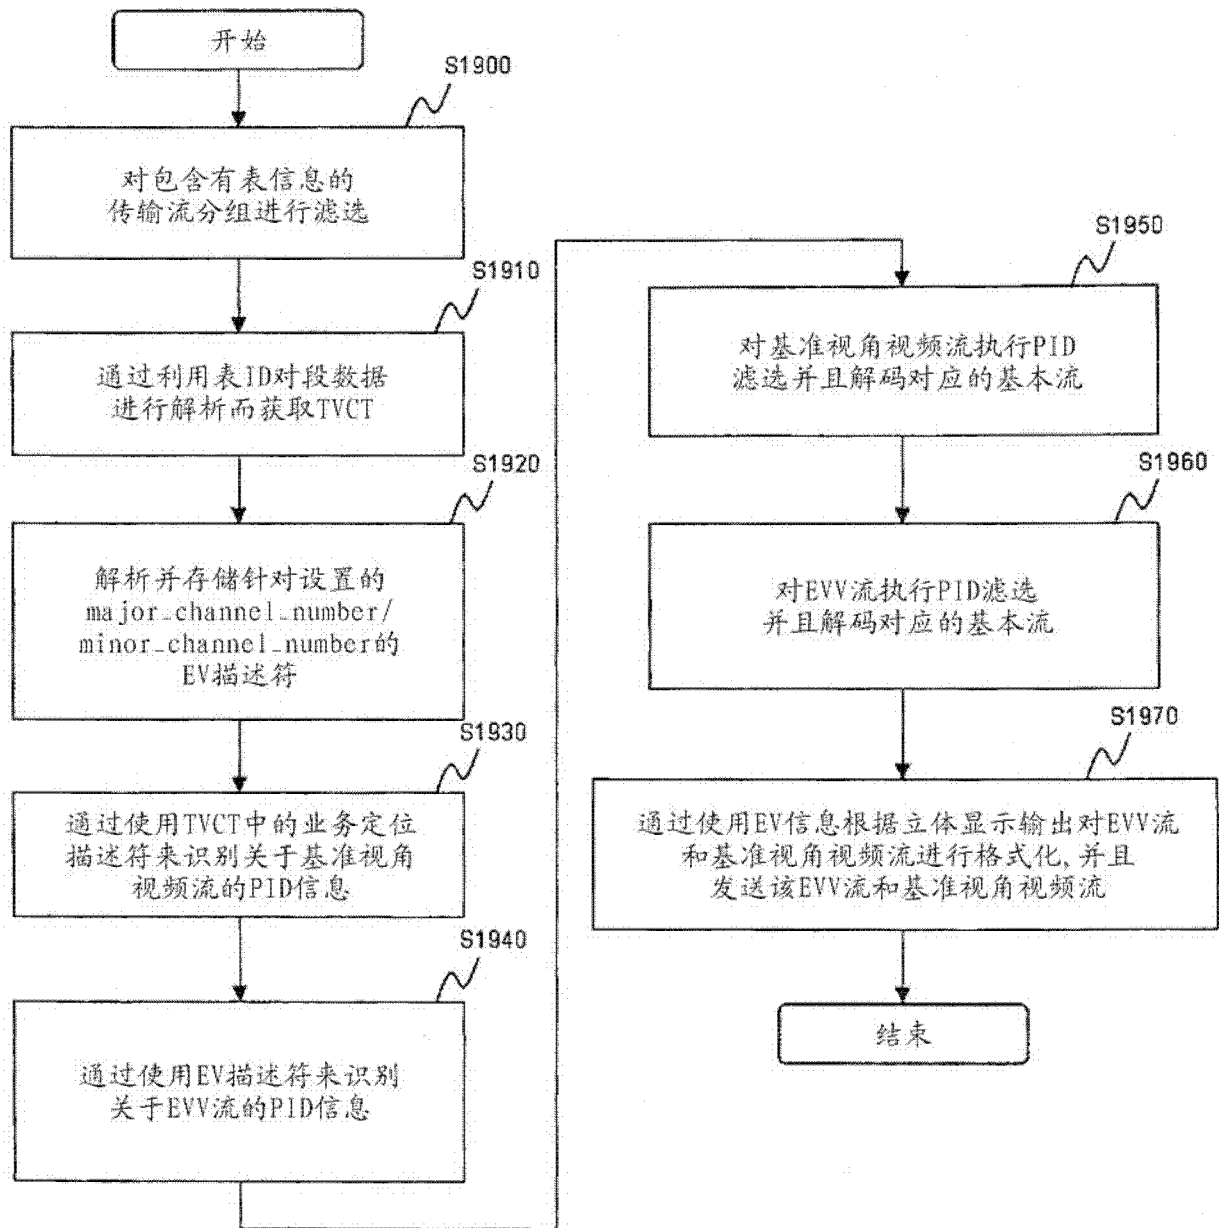 开始
S1900
对包含有表信息的
传输流分组进行滤选
S1910
通过利用表ID对段数据
进行解析而获取TVCT
S1920
解析并存储针对设置的
major_channel_number/
minor_channel_number的
EV描述符
S1930
通过使用TVCT中的业务定位
描述符来识别关于基准视角
视频流的PID信息
S1940
通过使用EV描述符来识别
关于EVV流的PID信息
S1950
对基准视角视频流执行PID
滤选并且解码对应的基本流
S1960
对EVV流执行PID滤选
并且解码对应的基本流
S1970
通过使用EV信息根据立体显示输出对EVV流
和基准视角视频流进行格式化,并且
发送该EVV流和基准视角视频流
结束